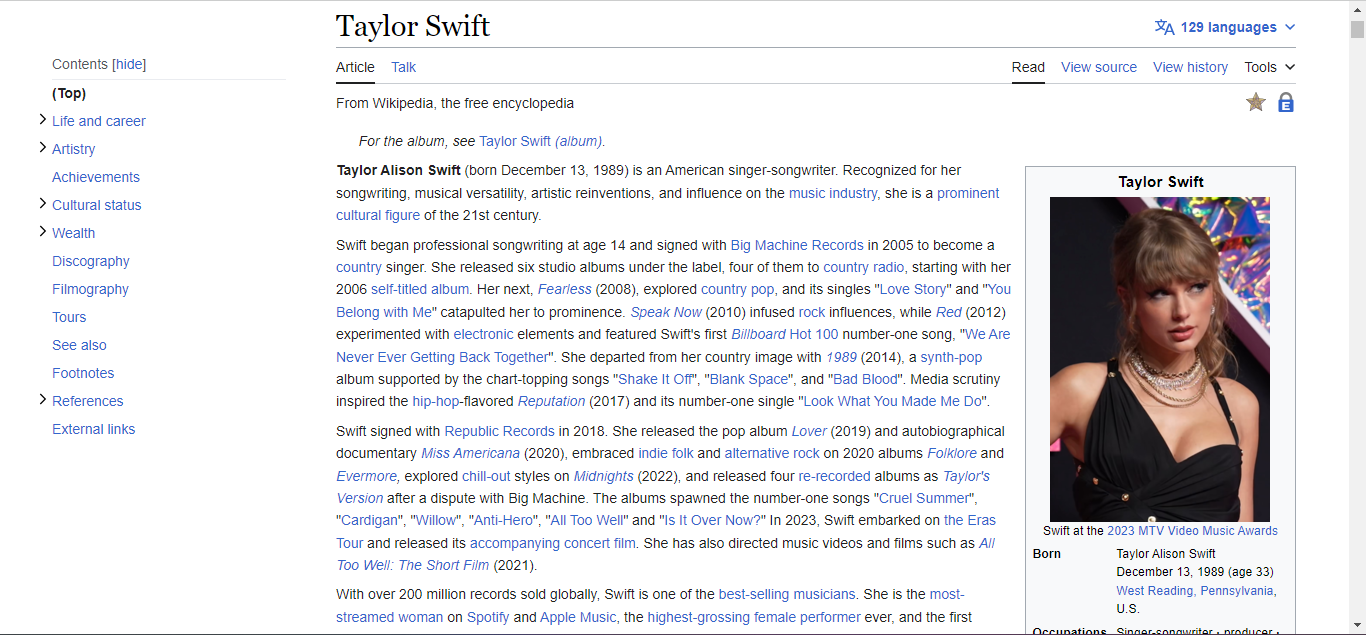 Taylor Swift
129 languages
Contents [hide]
(Top)
Life and career
Artistry
Achievements
Cultural status
Wealth
Discography
Filmography
Tours
See also
Footnotes
References
External links
Article Talk
Read View source View history Tools
From Wikipedia, the free encyclopedia
E
For the album, see Taylor Swift (album).
Taylor Alison Swift (born December 13, 1989) is an American singer-songwriter. Recognized for her
songwriting, musical versatility, artistic reinventions, and influence on the music industry, she is a prominent
cultural figure of the 21st century.
Swift began professional songwriting at age 14 and signed with Big Machine Records in 2005 to become a
country singer. She released six studio albums under the label, four of them to country radio, starting with her
2006 self-titled album. Her next, Fearless (2008), explored country pop, and its singles "Love Story" and "You
Belong with Me" catapulted her to prominence. Speak Now (2010) infused rock influences, while Red (2012)
experimented with electronic elements and featured Swift's first Billboard Hot 100 number-one song, "We Are
Never Ever Getting Back Together". She departed from her country image with 1989 (2014), a synth-pop
album supported by the chart-topping songs "Shake It Off", "Blank Space", and "Bad Blood". Media scrutiny
inspired the hip-hop-flavored Reputation (2017) and its number-one single "Look What You Made Me Do".
Swift signed with Republic Records in 2018. She released the pop album Lover (2019) and autobiographical
documentary Miss Americana (2020), embraced indie folk and alternative rock on 2020 albums Folklore and
Evermore, explored chill-out styles on Midnights (2022), and released four re-recorded albums as Taylor's
Version after a dispute with Big Machine. The albums spawned the number-one songs "Cruel Summer",
"Cardigan", "Willow", "Anti-Hero", "All Too Well" and "Is It Over Now?" In 2023, Swift embarked on the Eras
Tour and released its accompanying concert film. She has also directed music videos and films such as All
Too Well: The Short Film (2021).
With over 200 million records sold globally, Swift is one of the best-selling musicians. She is the most-
streamed woman on Spotify and Apple Music, the highest-grossing female performer ever, and the first
Taylor Swift
Swift at the 2023 MTV Video Music Awards
Born Taylor Alison Swift
December 13, 1989 (age 33)
West Reading, Pennsylvania,
U.S.
Occupations Singer-songwriter · producer ·